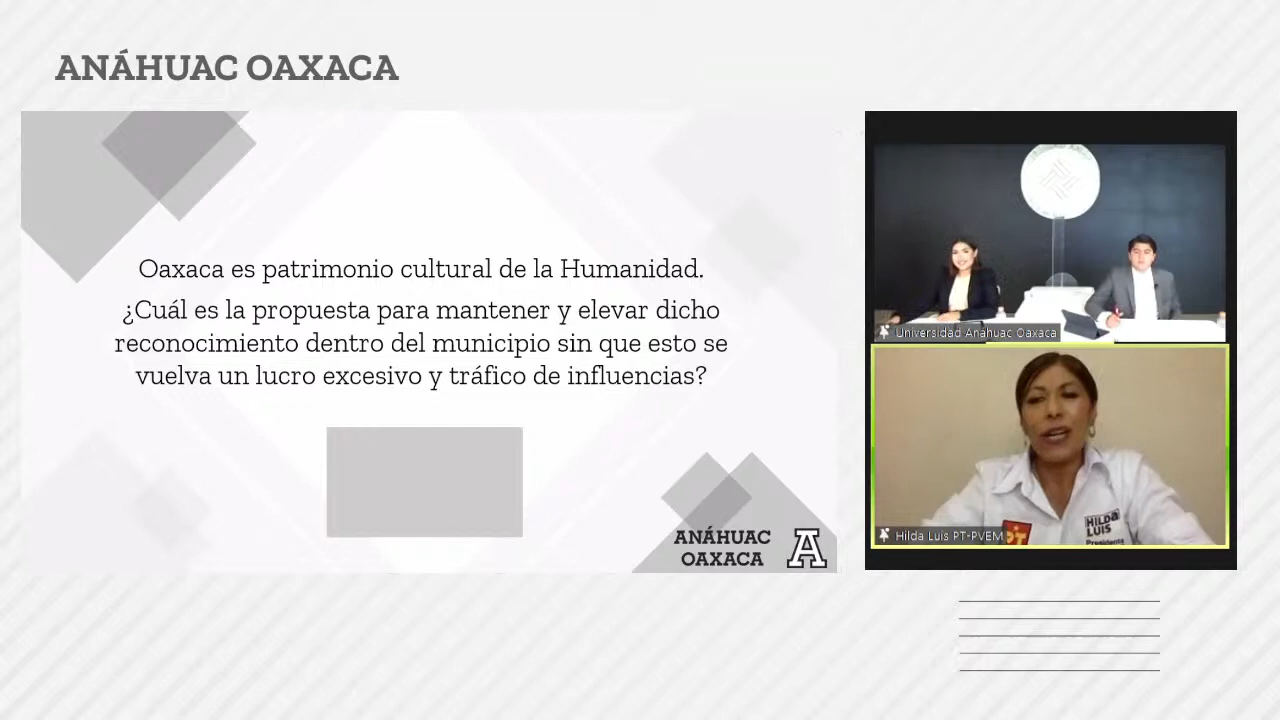 ANÁHUAC OAXACA
Oaxaca es patrimonio cultural de la Humanidad.
¿Cuál es la propuesta para mantener y elevar dicho
reconocimiento dentro del municipio sin que esto se
vuelva un lucro excesivo y tráfico de influencias?
ANÁHUAC
OAXACA
A
Universidad Anáhuac Oaxaca
HILDA
LUIS
Presidenta
PT
Hilda Luis PT-PVEM